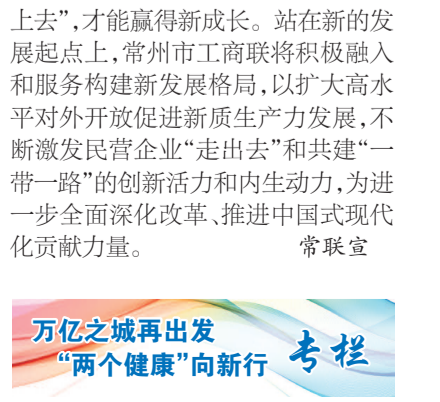 上去”，才能赢得新成长。站在新的发
展起点上，常州市工商联将积极融入
和服务构建新发展格局，以扩大高水
平对外开放促进新质生产力发展，不
断激发民营企业“走出去”和共建“一
带一路”的创新活力和内生动力，为进
一步全面深化改革、推进中国式现代
化贡献力量。 常联宣
万亿之城再出发
“两个健康”向新行 专栏